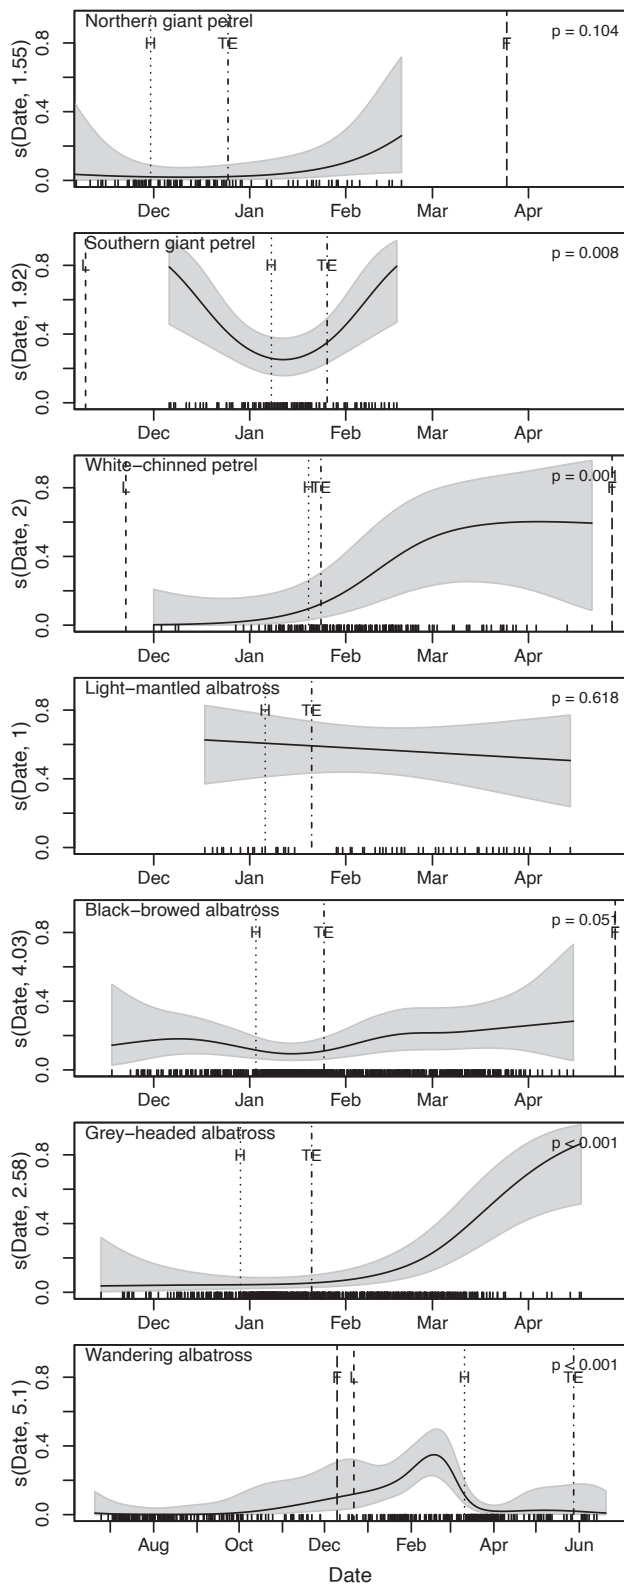 Northern giant petrel
H TE F
p = 0.104
s(Date, 1.55)
0.0 0.4 0.8
Dec Jan Feb Mar Apr
Southern giant petrel
L H TE
p = 0.008
s(Date, 1.92)
0.0 0.4 0.8
Dec Jan Feb Mar Apr
White−chinned petrel
L H TE F
p = 0.001
s(Date, 2)
0.0 0.4 0.8
Dec Jan Feb Mar Apr
Light−mantled albatross
H TE
p = 0.618
s(Date, 1)
0.0 0.4 0.8
Dec Jan Feb Mar Apr
Black−browed albatross
H TE F
p = 0.051
s(Date, 4.03)
0.0 0.4 0.8
Dec Jan Feb Mar Apr
Grey−headed albatross
H TE
p < 0.001
s(Date, 2.58)
0.0 0.4 0.8
Dec Jan Feb Mar Apr
Wandering albatross
F L H TE
p < 0.001
s(Date, 5.1)
0.0 0.4 0.8
Aug Oct Dec Feb Apr Jun
Date